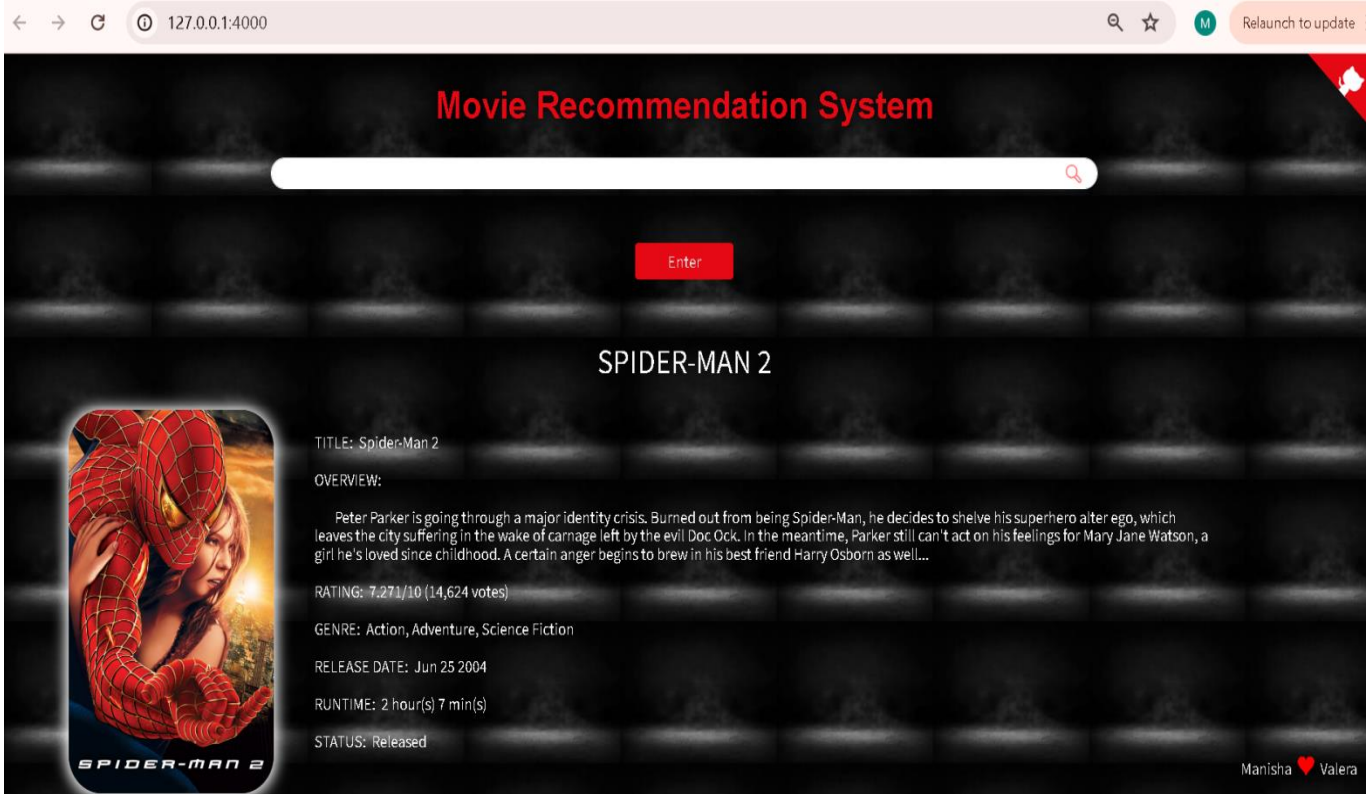 127.0.0.1:4000
M
Relaunch to update
Movie Recommendation System
Enter
SPIDER-MAN 2
TITLE: Spider-Man 2
OVERVIEW:
Peter Parker is going through a major identity crisis. Burned out from being Spider-Man, he decides to shelve his superhero alter ego, which
leaves the city suffering in the wake of carnage left by the evil Doc Ock. In the meantime, Parker still can't act on his feelings for Mary Jane Watson, a
girl he's loved since childhood. A certain anger begins to brew in his best friend Harry Osborn as well...
RATING: 7.271/10 (14,624 votes)
GENRE: Action, Adventure, Science Fiction
RELEASE DATE: Jun 25 2004
RUNTIME: 2 hour(s) 7 min(s)
STATUS: Released
SPIDER-MAN 2
Manisha ❤ Valera